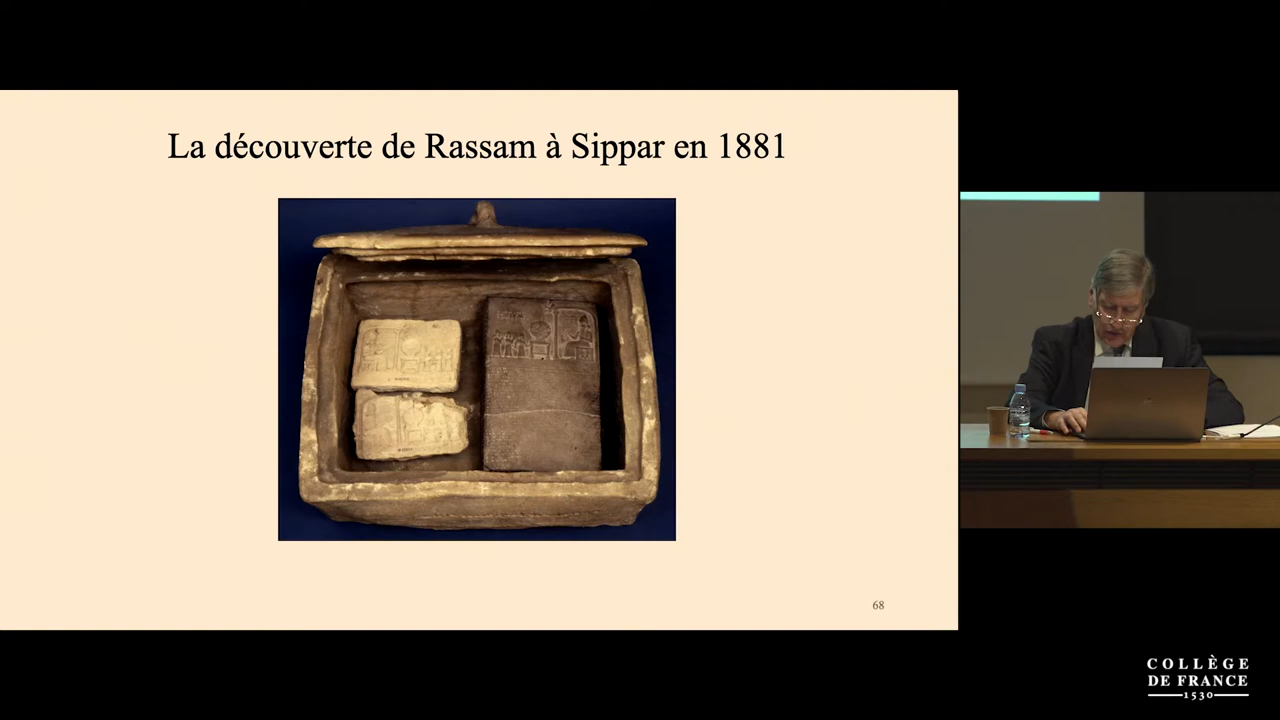 La découverte de Rassam à Sippar en 1881
68
COLLÈGE
DE FRANCE
1530